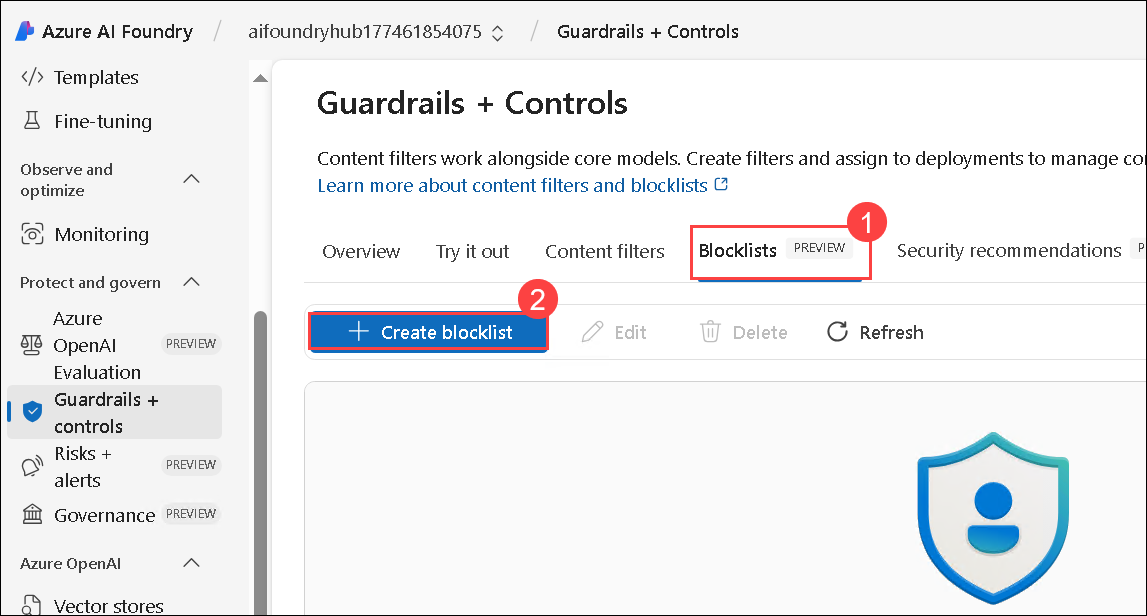 Azure AI Foundry / aifoundryhub177461854075 / Guardrails + Controls
Templates
Fine-tuning
Observe and
optimize
Monitoring
Protect and govern
Azure
OpenAI
Evaluation
PREVIEW
Guardrails +
controls
Risks +
alerts
PREVIEW
Governance
PREVIEW
Azure OpenAI
Vector stores
Guardrails + Controls
Content filters work alongside core models. Create filters and assign to deployments to manage
Learn more about content filters and blocklists
1
Overview
Try it out
Content filters
Blocklists PREVIEW
Security recommendations
2
Create blocklist
Edit
Delete
Refresh